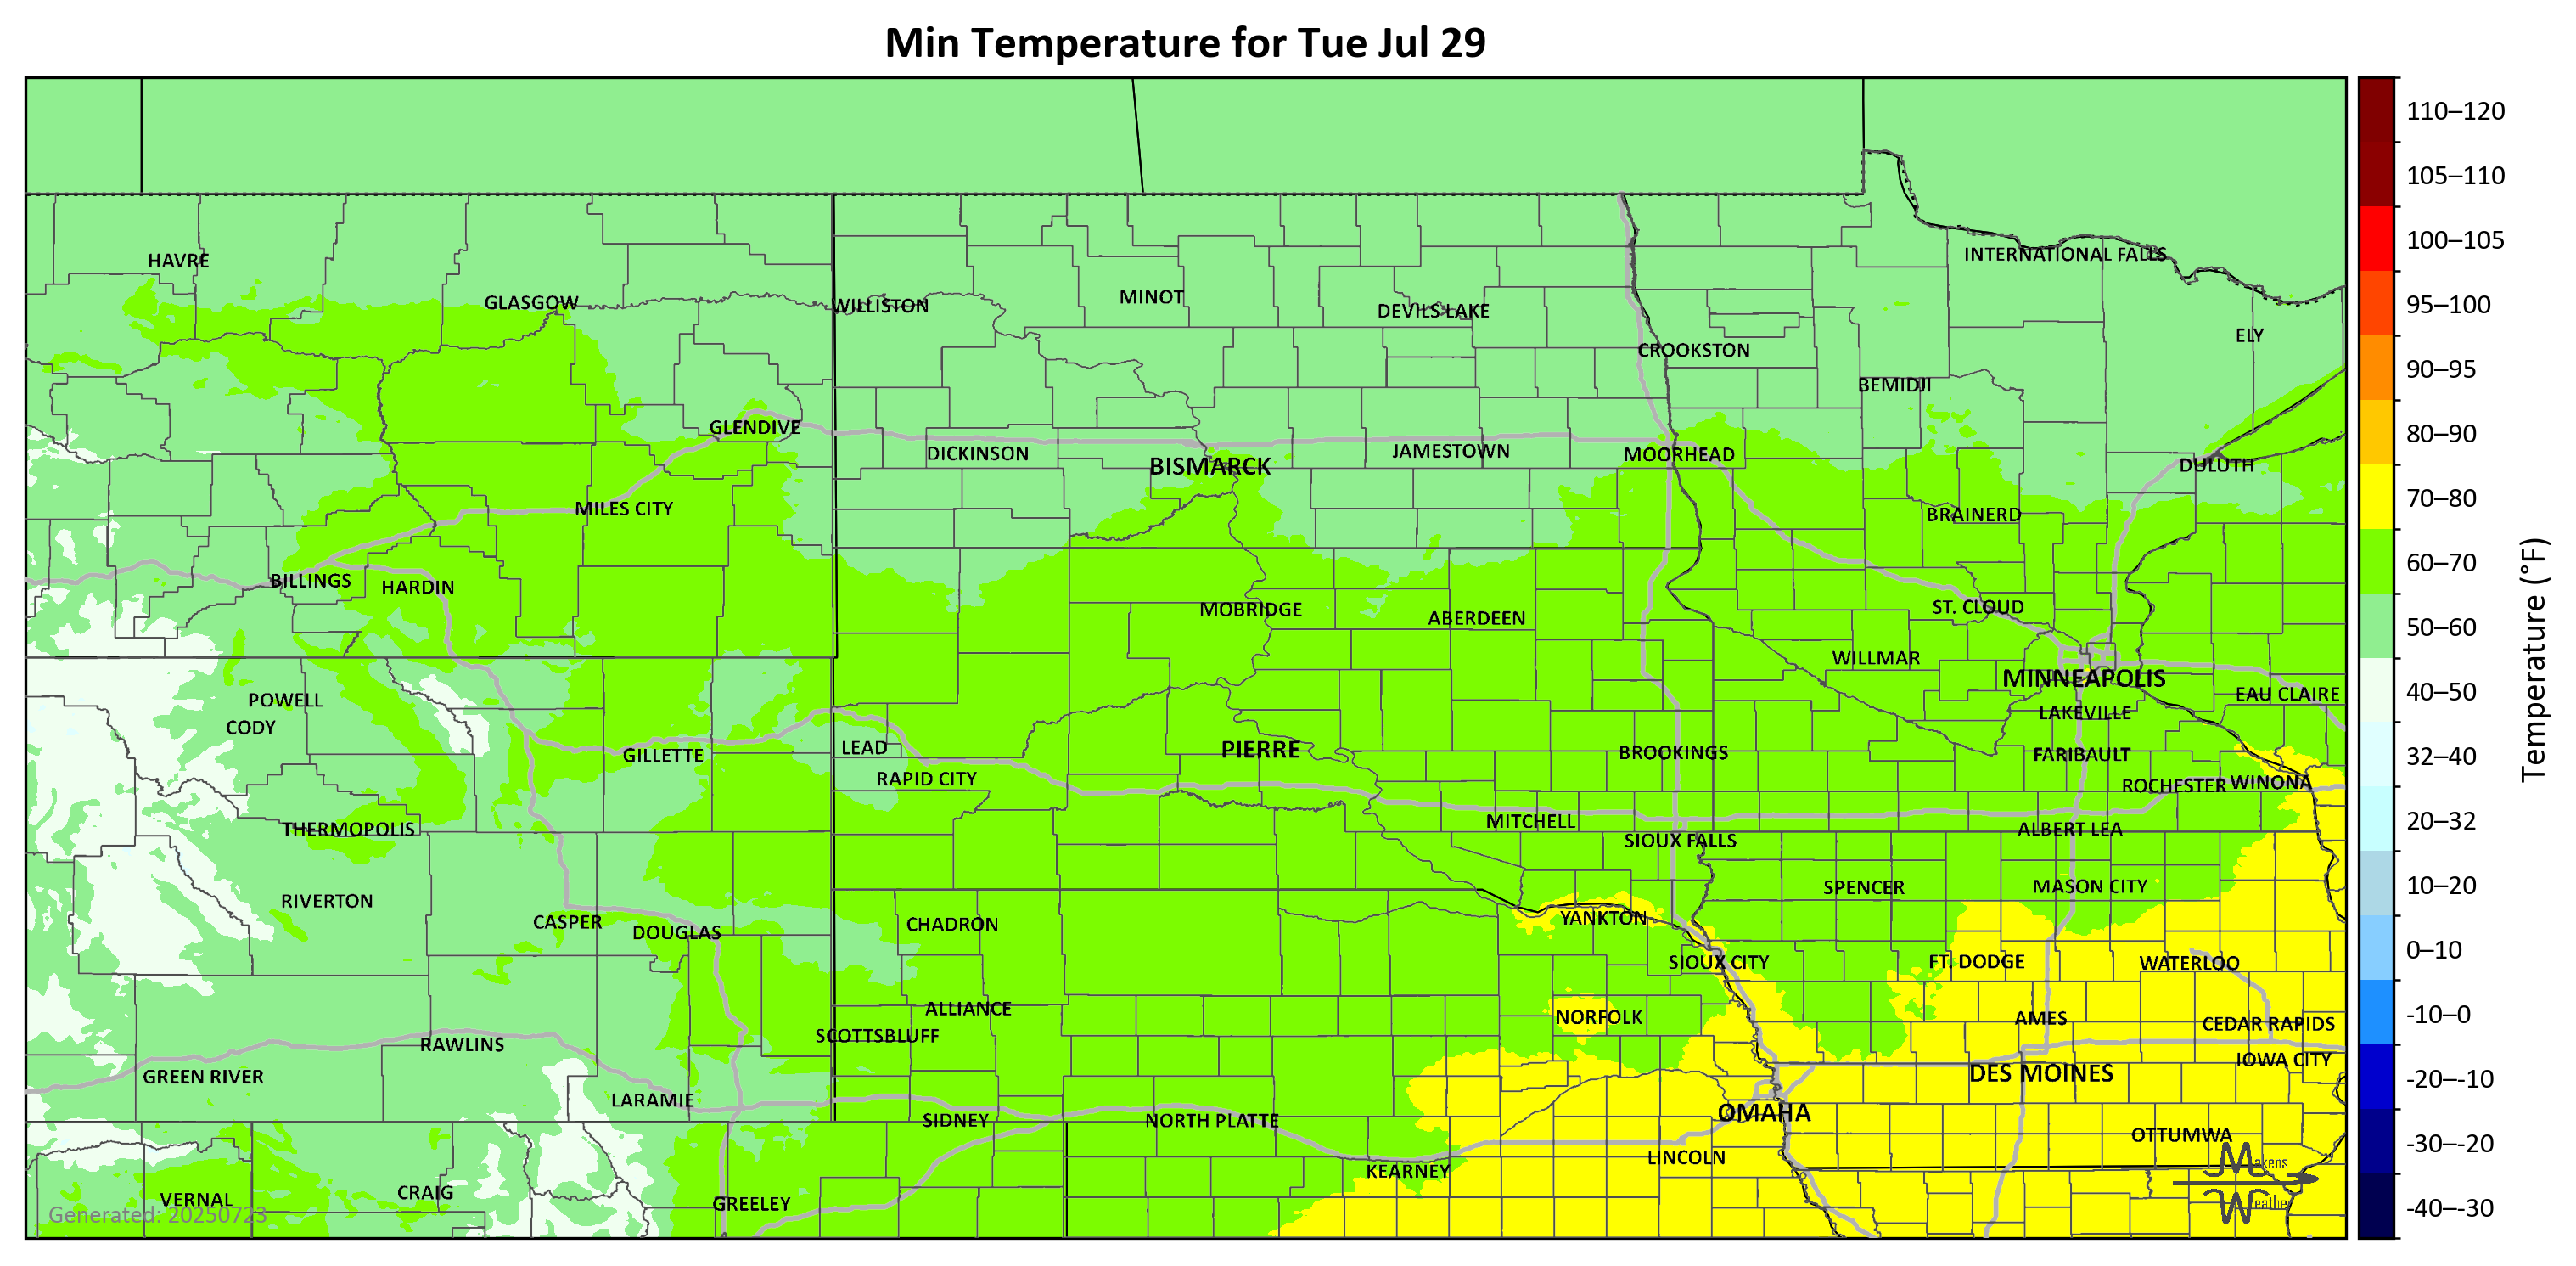 Min Temperature for Tue Jul 29
HAVRE
GLASGOW
WILLISTON
MINOT
DEVILS LAKE
INTERNATIONAL FALLS
ELY
CROOKSTON
BEMIDJI
GLENDIVE
DICKINSON
BISMARCK
JAMESTOWN
MOORHEAD
DULUTH
MILES CITY
BRAINERD
BILLINGS
HARDIN
MOBRIDGE
ABERDEEN
ST. CLOUD
WILLMAR
MINNEAPOLIS
EAU CLAIRE
POWELL
CODY
LAKEVILLE
GILLETTE
LEAD
PIERRE
BROOKINGS
FARIBAULT
RAPID CITY
ROCHESTER
WINONA
THERMOPOLIS
MITCHELL
SIOUX FALLS
ALBERT LEA
RIVERTON
SPENCER
MASON CITY
CASPER
DOUGLAS
CHADRON
YANKTON
SIOUX CITY
FT. DODGE
WATERLOO
ALLIANCE
NORFOLK
AMES
CEDAR RAPIDS
RAWLINS
SCOTTSBLUFF
IOWA CITY
GREEN RIVER
DES MOINES
LARAMIE
SIDNEY
NORTH PLATTE
OMAHA
OTTUMWA
KEARNEY
LINCOLN
VERNAL
CRAIG
GREELEY
Generated: 20250723
Makens
Weather
110–120
105–110
100–105
95–100
90–95
80–90
70–80
60–70
50–60
40–50
32–40
20–32
10–20
0–10
-10–0
-20–-10
-30–-20
-40–-30
Temperature (°F)